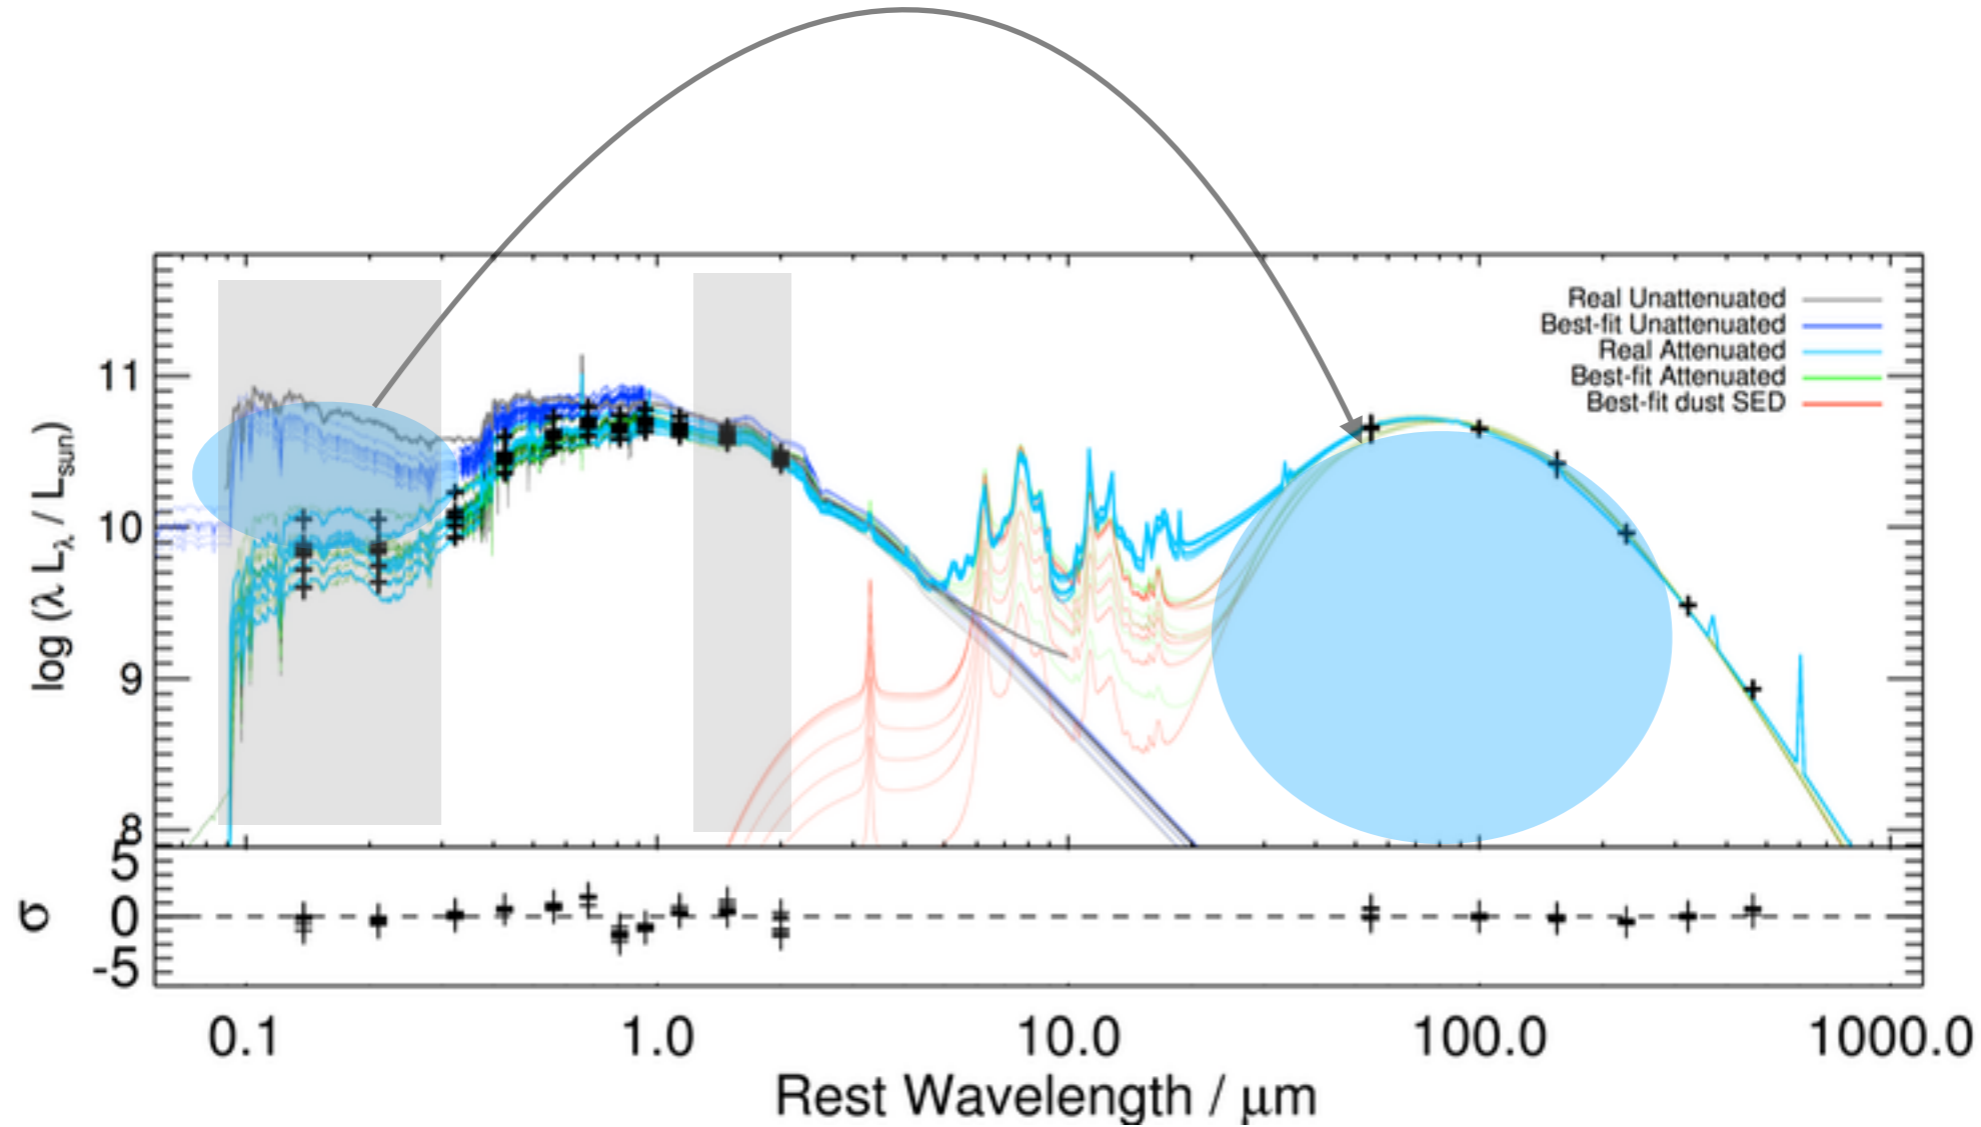 Real Unattenuated
Best-fit Unattenuated
Real Attenuated
Best-fit Attenuated
Best-fit dust SED
log (λ Lλ / Lsun)
11
10
9
8
σ
5
0
-5
0.1 1.0 10.0 100.0 1000.0
Rest Wavelength / μm